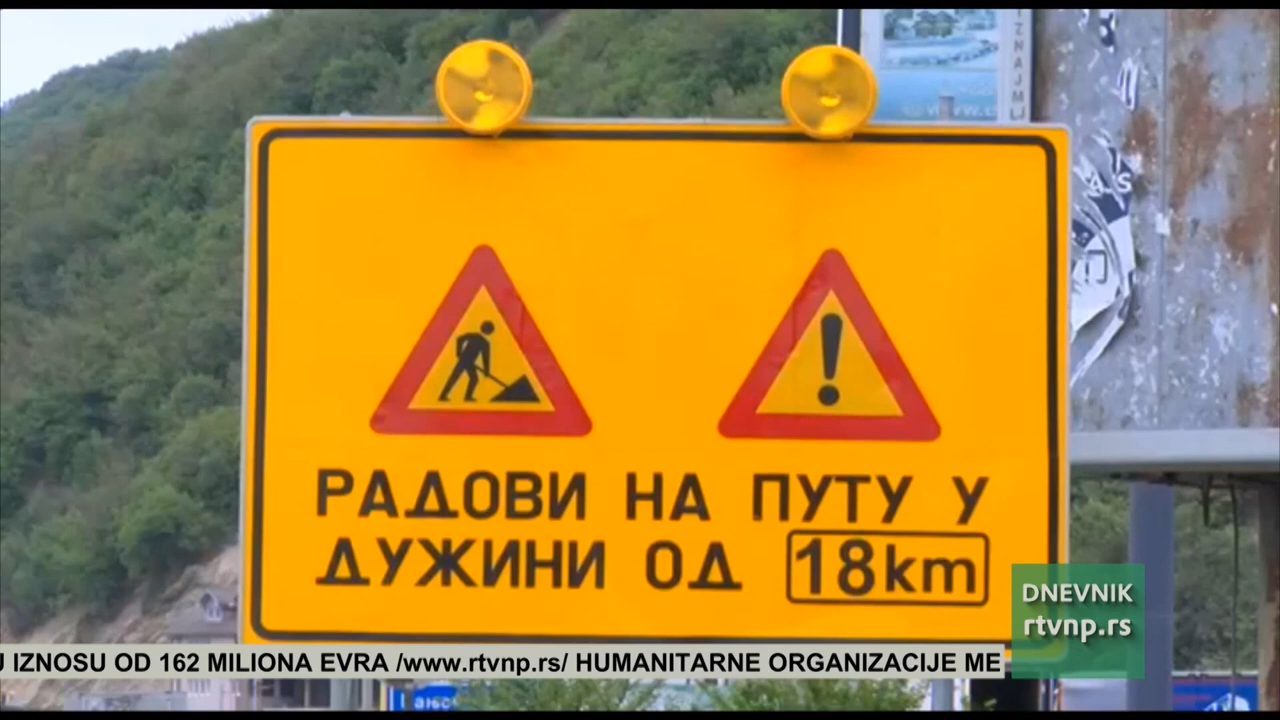 РАДОВИ НА ПУТУ У
ДУЖИНИ ОД 18km
DNEVNIK
rtvnp.rs
IZNOSU OD 162 MILIONA EVRA /www.rtvnp.rs/ HUMANITARNE ORGANIZACIJE ME